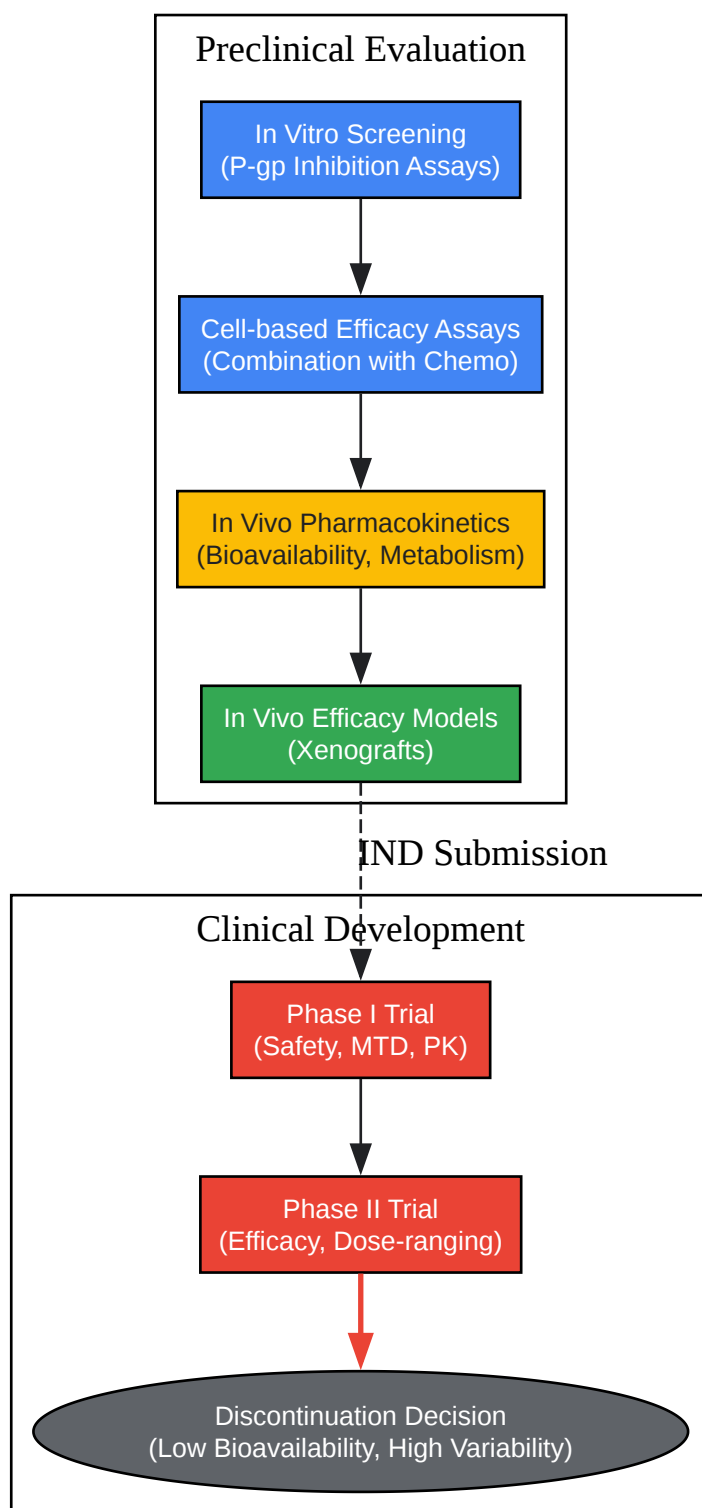 Preclinical Evaluation
In Vitro Screening
(P-gp Inhibition Assays)
Cell-based Efficacy Assays
(Combination with Chemo)
In Vivo Pharmacokinetics
(Bioavailability, Metabolism)
In Vivo Efficacy Models
(Xenografts)
IND Submission
Clinical Development
Phase I Trial
(Safety, MTD, PK)
Phase II Trial
(Efficacy, Dose-ranging)
Discontinuation Decision
(Low Bioavailability, High Variability)